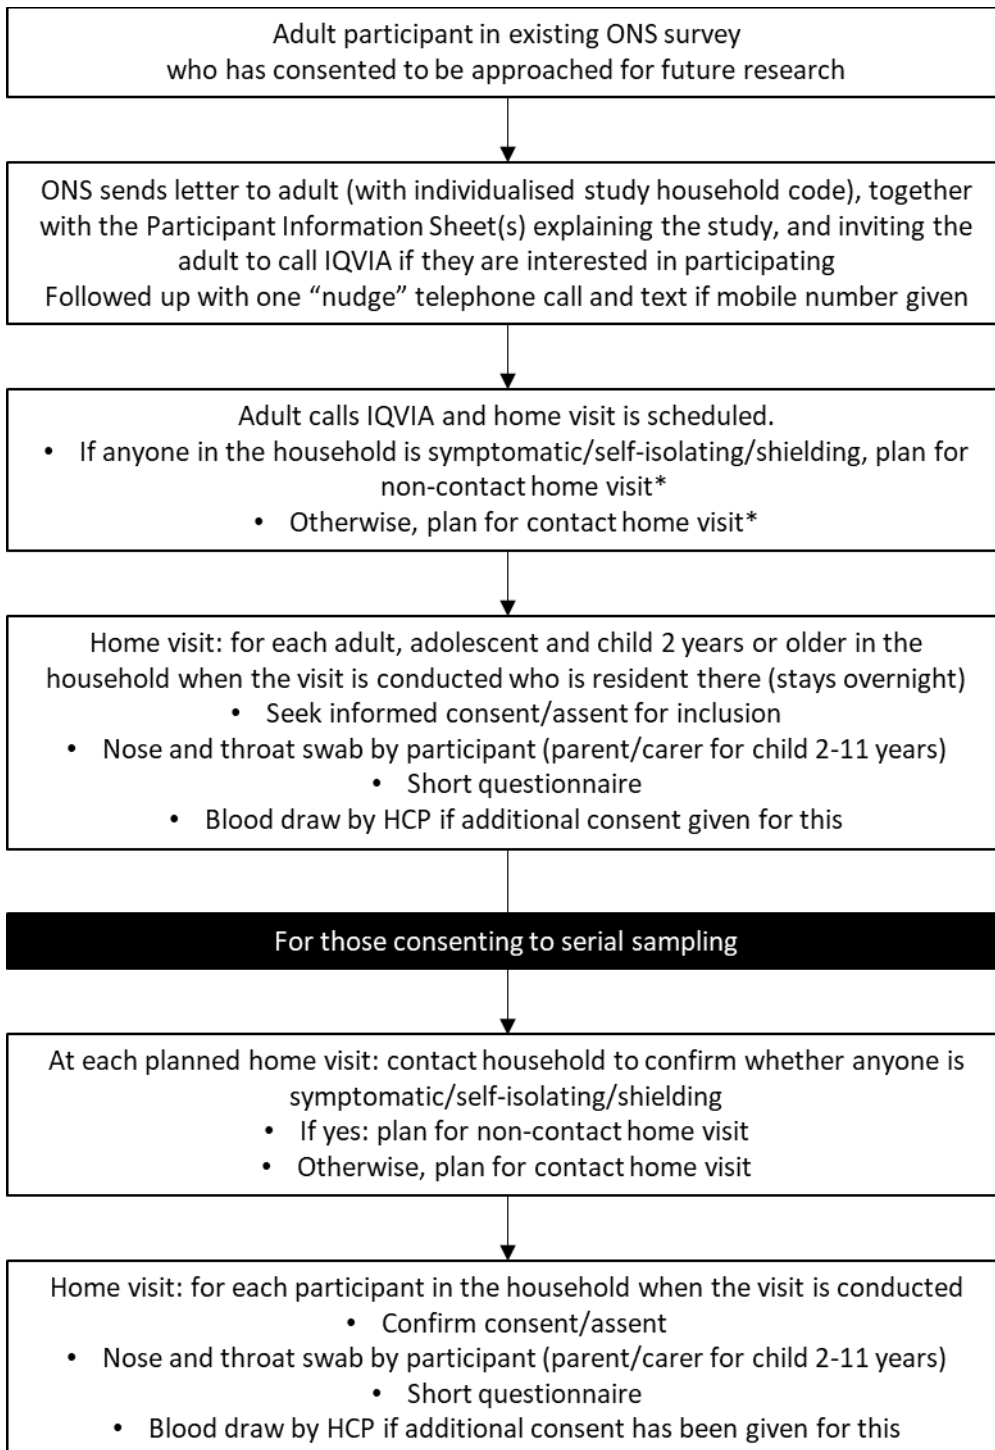 Adult participant in existing ONS survey
who has consented to be approached for future research
ONS sends letter to adult (with individualised study household code), together
with the Participant Information Sheet(s) explaining the study, and inviting the
adult to call IQVIA if they are interested in participating
Followed up with one “nudge” telephone call and text if mobile number given
Adult calls IQVIA and home visit is scheduled.
• If anyone in the household is symptomatic/self-isolating/shielding, plan for
non-contact home visit*
• Otherwise, plan for contact home visit*
Home visit: for each adult, adolescent and child 2 years or older in the
household when the visit is conducted who is resident there (stays overnight)
• Seek informed consent/assent for inclusion
• Nose and throat swab by participant (parent/carer for child 2-11 years)
• Short questionnaire
• Blood draw by HCP if additional consent given for this
For those consenting to serial sampling
At each planned home visit: contact household to confirm whether anyone is
symptomatic/self-isolating/shielding
• If yes: plan for non-contact home visit
• Otherwise, plan for contact home visit
Home visit: for each participant in the household when the visit is conducted
• Confirm consent/assent
• Nose and throat swab by participant (parent/carer for child 2-11 years)
• Short questionnaire
• Blood draw by HCP if additional consent has been given for this